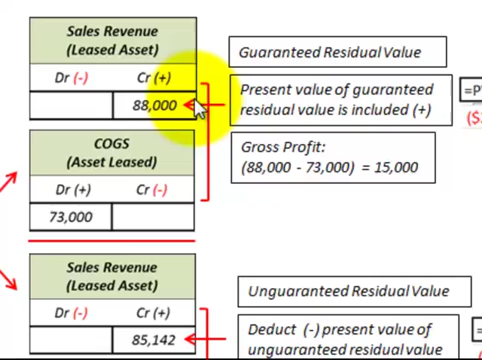 Sales Revenue
(Leased Asset)
Dr (-) Cr (+)
88,000
Guaranteed Residual Value
Present value of guaranteed
residual value is included (+)
Gross Profit:
(88,000 - 73,000) = 15,000
COGS
(Asset Leased)
Dr (+) Cr (-)
73,000
Sales Revenue
(Leased Asset)
Dr (-) Cr (+)
85,142
Unguaranteed Residual Value
Deduct (-) present value of
unguaranteed residual value